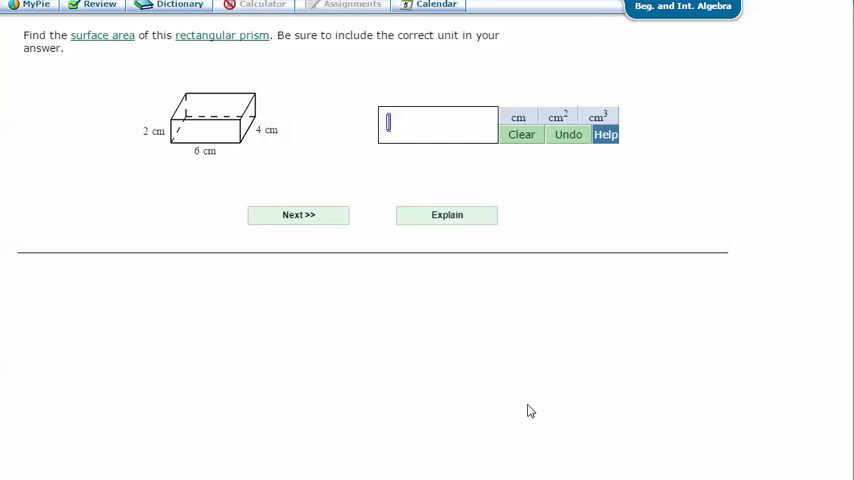 MyPie Review Dictionary Calculator Assignments Calendar Beg. and Int. Algebra
Find the surface area of this rectangular prism. Be sure to include the correct unit in your
answer.
2 cm
4 cm
6 cm
cm cm² cm³
Clear Undo Help
Next >> Explain